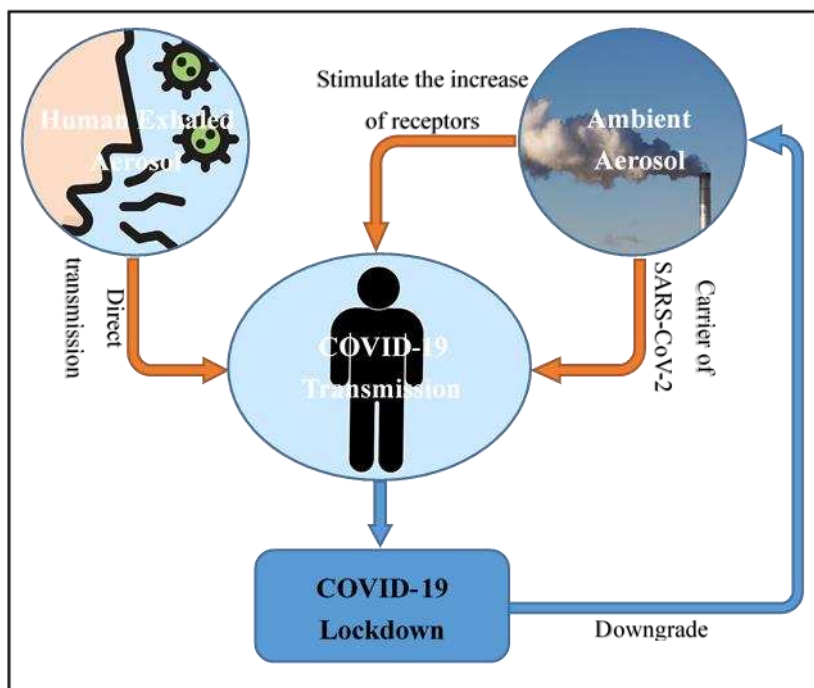 Human Exhaled
Aerosol
Stimulate the increase
of receptors
Ambient
Aerosol
Direct
transmission
Carrier of
SARS-CoV-2
COVID-19
Transmission
COVID-19
Lockdown
Downgrade